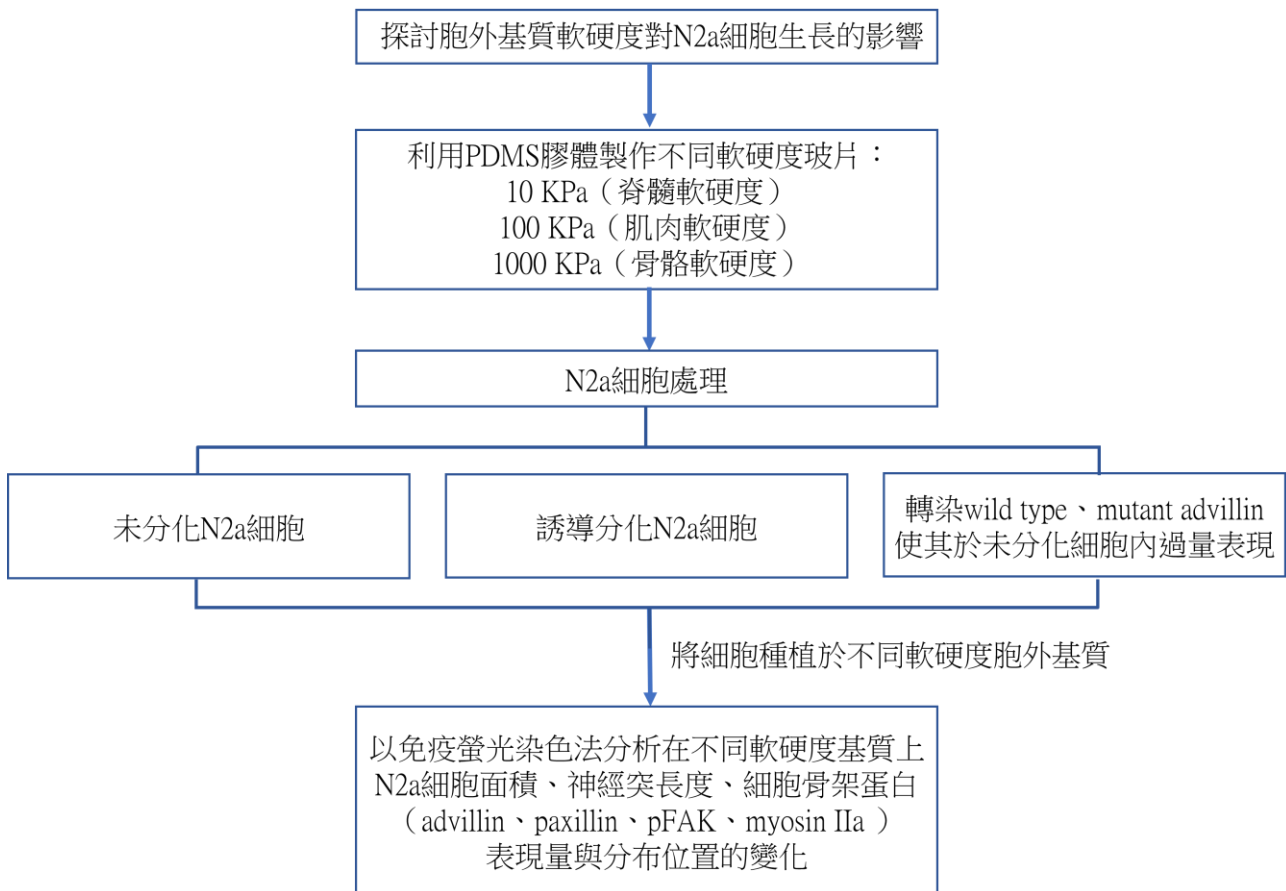 探討胞外基質軟硬度對N2a細胞生長的影響
利用PDMS膠體製作不同軟硬度玻片：
10 KPa（脊髓軟硬度）
100 KPa（肌肉軟硬度）
1000 KPa（骨骼軟硬度）
N2a細胞處理
未分化N2a細胞
誘導分化N2a細胞
轉染wild type、mutant advillin
使其於未分化細胞內過量表現
將細胞種植於不同軟硬度胞外基質
以免疫螢光染色法分析在不同軟硬度基質上
N2a細胞面積、神經突長度、細胞骨架蛋白
（advillin、paxillin、pFAK、myosin IIa ）
表現量與分布位置的變化